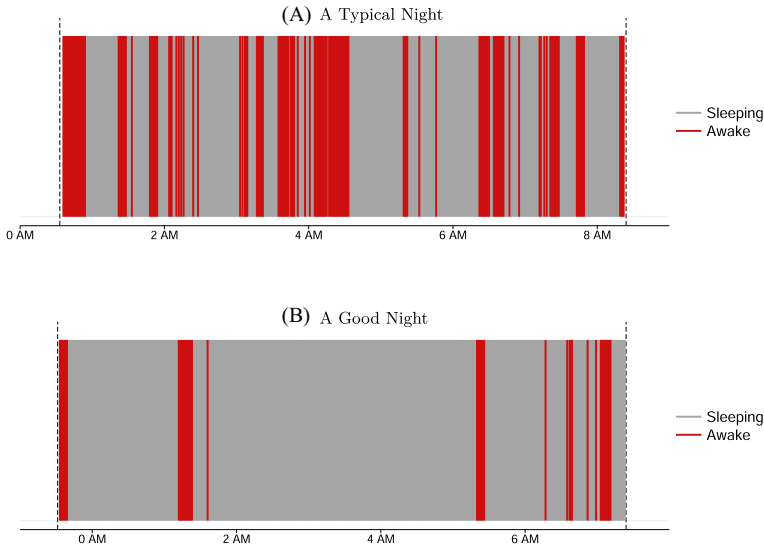 (A) A Typical Night
Sleeping
Awake
0 AM 2 AM 4 AM 6 AM 8 AM
(B) A Good Night
Sleeping
Awake
0 AM 2 AM 4 AM 6 AM